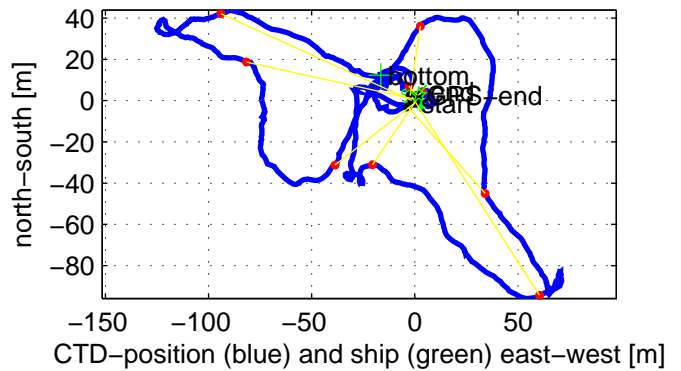 40
20
0
−20
−40
−60
−80
north−south [m]
bottom
end
GPS−end
start
−150
−100
−50
0
50
CTD−position (blue) and ship (green) east−west [m]